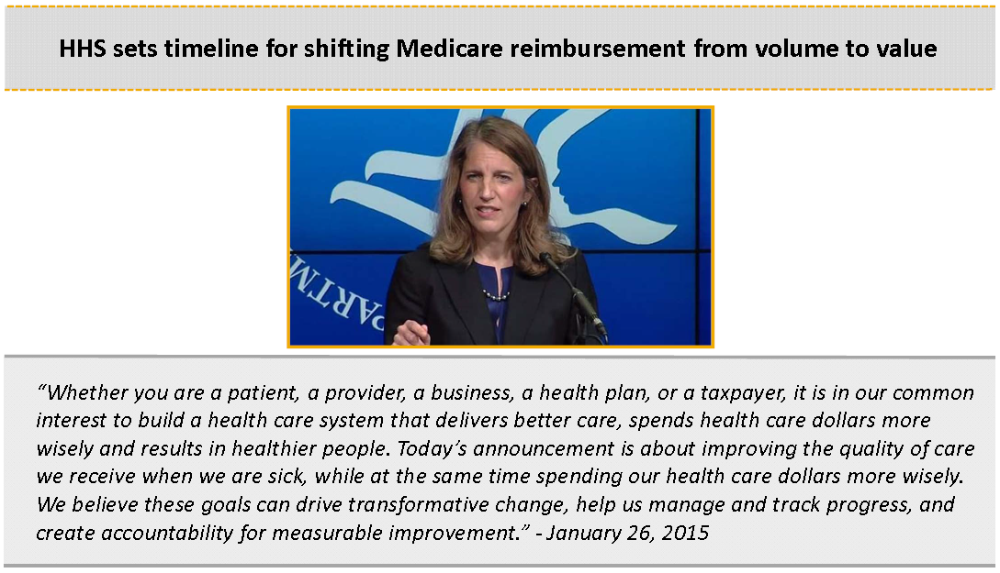 HHS sets timeline for shifting Medicare reimbursement from volume to value
PARTM
“Whether you are a patient, a provider, a business, a health plan, or a taxpayer, it is in our common
interest to build a health care system that delivers better care, spends health care dollars more
wisely and results in healthier people. Today’s announcement is about improving the quality of care
we receive when we are sick, while at the same time spending our health care dollars more wisely.
We believe these goals can drive transformative change, help us manage and track progress, and
create accountability for measurable improvement.” - January 26, 2015